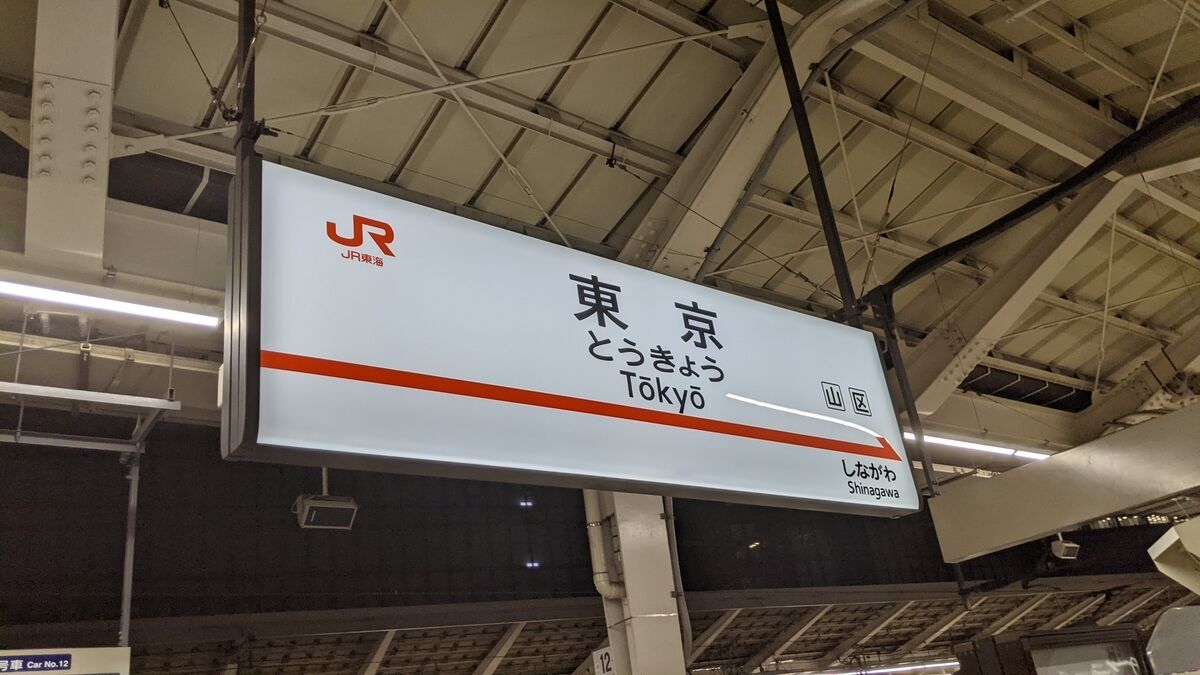 JR
JR東海
東京
とうきょう
Tōkyō
山区
しながわ
Shinagawa
号車 Car No.12
12